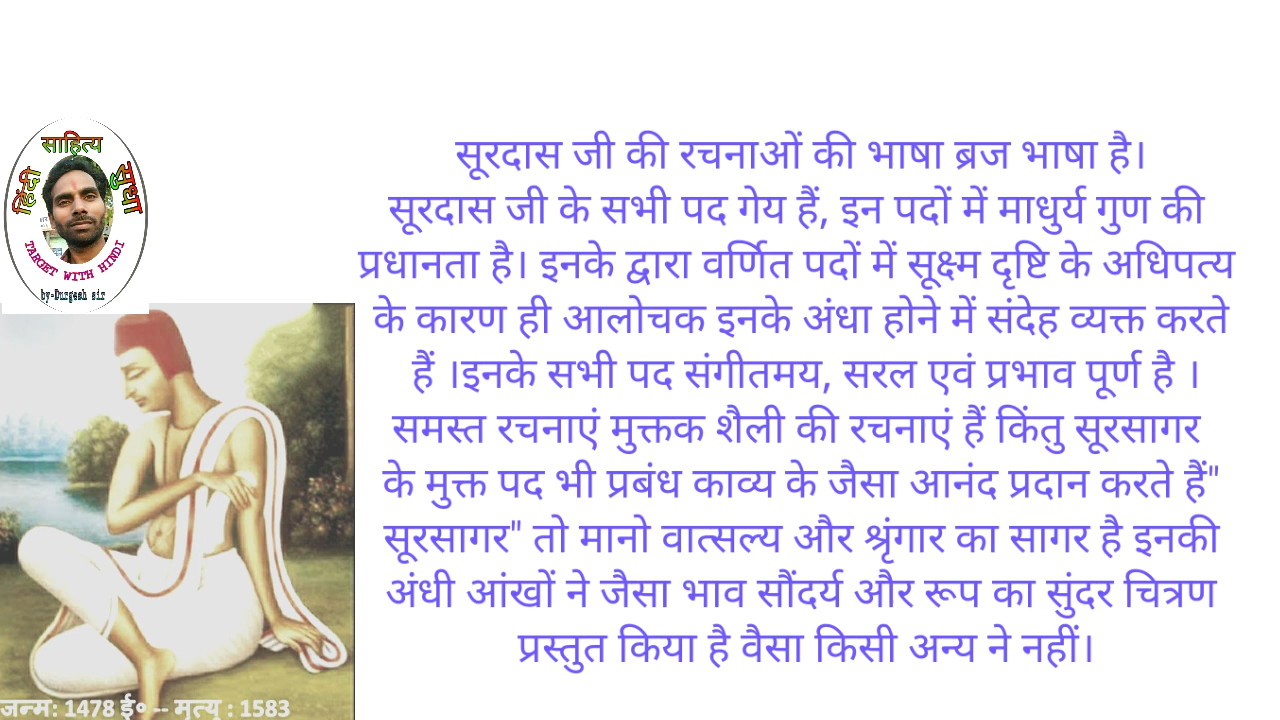 साहित्य
हिंदी
सुधा
TARGET WITH HINDI
by-Durgesh sir
सूरदास जी की रचनाओं की भाषा ब्रज भाषा है।
सूरदास जी के सभी पद गेय हैं, इन पदों में माधुर्य गुण की
प्रधानता है। इनके द्वारा वर्णित पदों में सूक्ष्म दृष्टि के अधिपत्य
के कारण ही आलोचक इनके अंधा होने में संदेह व्यक्त करते
हैं ।इनके सभी पद संगीतमय, सरल एवं प्रभाव पूर्ण है ।
समस्त रचनाएं मुक्तक शैली की रचनाएं हैं किंतु सूरसागर
के मुक्त पद भी प्रबंध काव्य के जैसा आनंद प्रदान करते हैं"
सूरसागर" तो मानो वात्सल्य और श्रृंगार का सागर है इनकी
अंधी आंखों ने जैसा भाव सौंदर्य और रूप का सुंदर चित्रण
प्रस्तुत किया है वैसा किसी अन्य ने नहीं।
जन्म: 1478 ई० -- मृत्यु : 1583